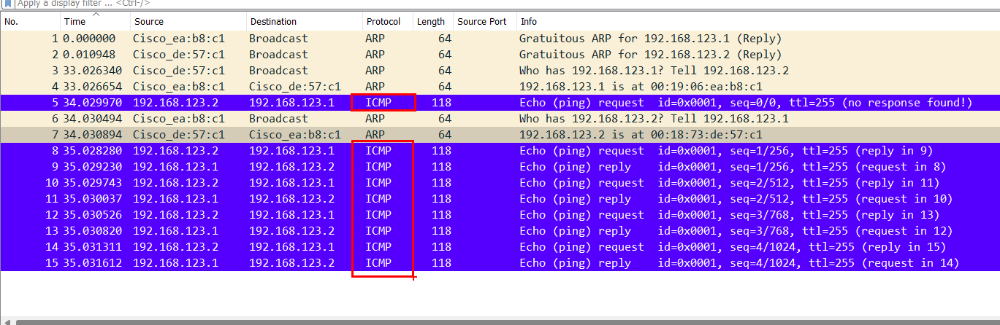 Apply a display filter ... <Ctrl-/>
No. Time Source Destination Protocol Length Source Port Info
1 0.000000 Cisco_ea:b8:c1 Broadcast ARP 64 Gratuitous ARP for 192.168.123.1 (Reply)
2 0.010948 Cisco_de:57:c1 Broadcast ARP 64 Gratuitous ARP for 192.168.123.2 (Reply)
3 33.026340 Cisco_de:57:c1 Broadcast ARP 64 Who has 192.168.123.1? Tell 192.168.123.2
4 33.026654 Cisco_ea:b8:c1 Cisco_de:57:c1 ARP 64 192.168.123.1 is at 00:19:06:ea:b8:c1
5 34.029970 192.168.123.2 192.168.123.1 ICMP 118 Echo (ping) request id=0x0001, seq=0/0, ttl=255 (no response found!)
6 34.030494 Cisco_ea:b8:c1 Broadcast ARP 64 Who has 192.168.123.2? Tell 192.168.123.1
7 34.030894 Cisco_de:57:c1 Cisco_ea:b8:c1 ARP 64 192.168.123.2 is at 00:18:73:de:57:c1
8 35.028280 192.168.123.2 192.168.123.1 ICMP 118 Echo (ping) request id=0x0001, seq=1/256, ttl=255 (reply in 9)
9 35.029230 192.168.123.1 192.168.123.2 ICMP 118 Echo (ping) reply id=0x0001, seq=1/256, ttl=255 (request in 8)
10 35.029743 192.168.123.2 192.168.123.1 ICMP 118 Echo (ping) request id=0x0001, seq=2/512, ttl=255 (reply in 11)
11 35.030037 192.168.123.1 192.168.123.2 ICMP 118 Echo (ping) reply id=0x0001, seq=2/512, ttl=255 (request in 10)
12 35.030526 192.168.123.2 192.168.123.1 ICMP 118 Echo (ping) request id=0x0001, seq=3/768, ttl=255 (reply in 13)
13 35.030820 192.168.123.1 192.168.123.2 ICMP 118 Echo (ping) reply id=0x0001, seq=3/768, ttl=255 (request in 12)
14 35.031311 192.168.123.2 192.168.123.1 ICMP 118 Echo (ping) request id=0x0001, seq=4/1024, ttl=255 (reply in 15)
15 35.031612 192.168.123.1 192.168.123.2 ICMP 118 Echo (ping) reply id=0x0001, seq=4/1024, ttl=255 (request in 14)